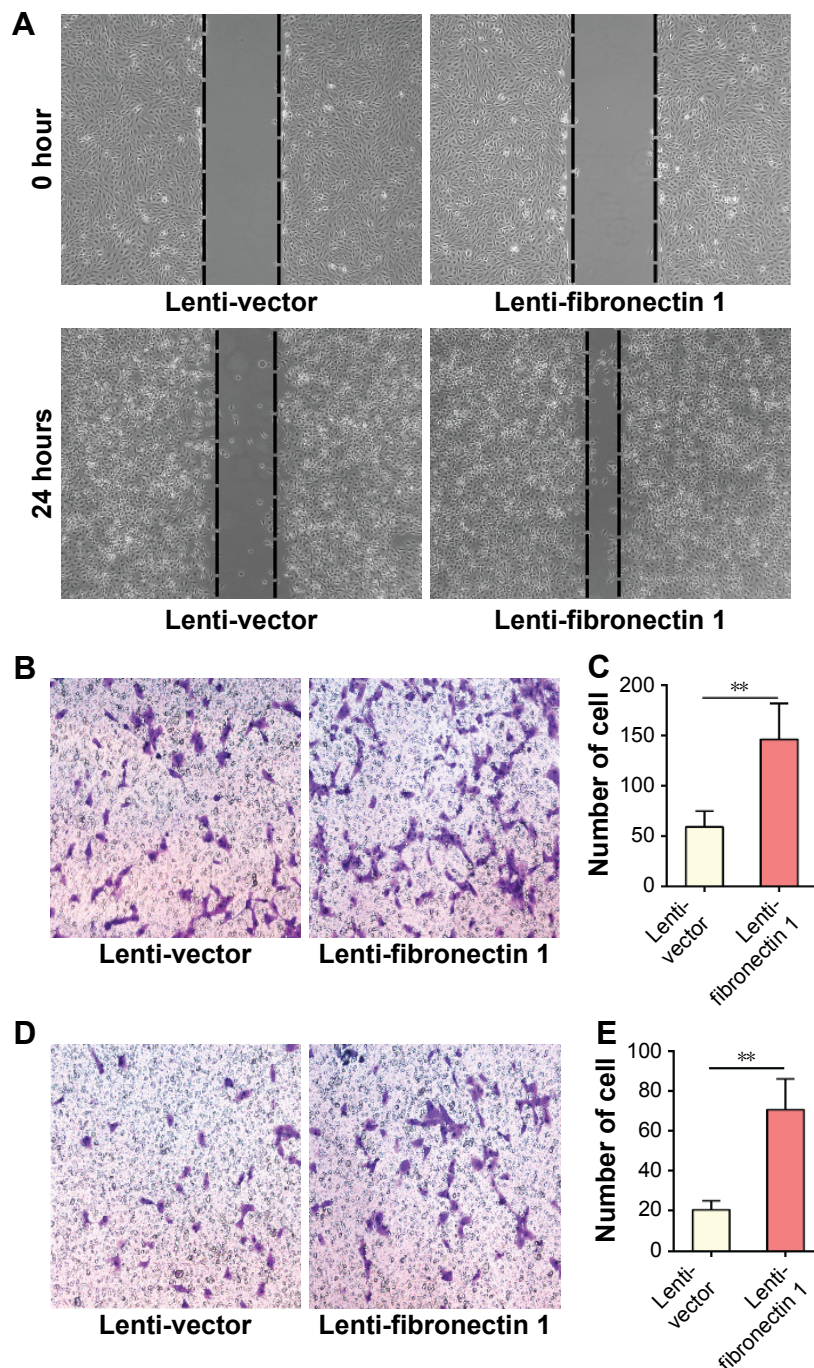 A
0 hour
Lenti-vector
Lenti-fibronectin 1
24 hours
Lenti-vector
Lenti-fibronectin 1
B
Lenti-vector
Lenti-fibronectin 1
C
Number of cell
200
150
100
50
0
**
Lenti-
vector
Lenti-
fibronectin 1
D
Lenti-vector
Lenti-fibronectin 1
E
Number of cell
100
80
60
40
20
0
**
Lenti-
vector
Lenti-
fibronectin 1